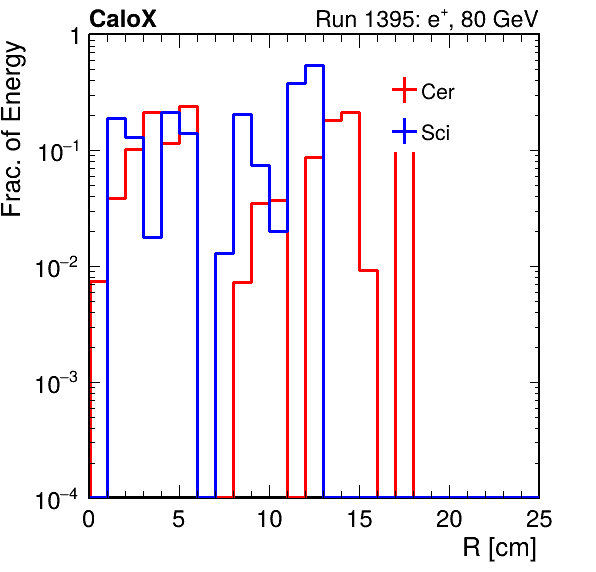 CaloX Run 1395: e⁺, 80 GeV
Frac. of Energy
1
10⁻¹
10⁻²
10⁻³
10⁻⁴
Cer
Sci
0 5 10 15 20 25
R [cm]